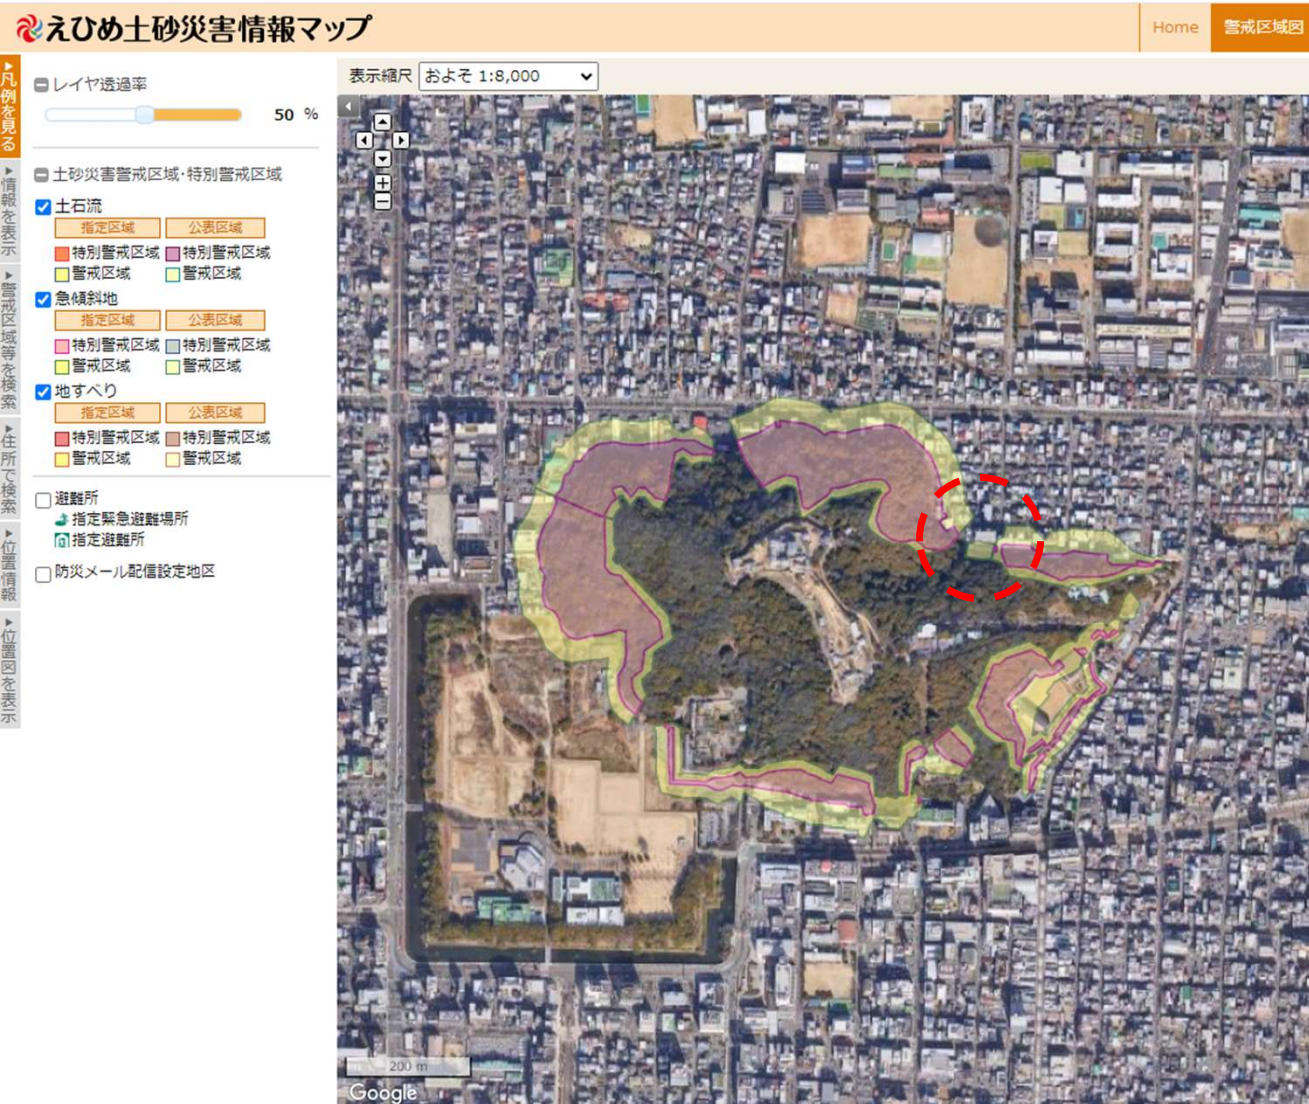 えひめ土砂災害情報マップ
Home
警戒区域図
▶凡例を見る
▶情報を表示
▶警戒区域等を検索
▶住所で検索
▶位置情報
▶位置図を表示
レイヤ透過率
50 %
土砂災害警戒区域・特別警戒区域
土石流
指定区域 公表区域
特別警戒区域 特別警戒区域
警戒区域 警戒区域
急傾斜地
指定区域 公表区域
特別警戒区域 特別警戒区域
警戒区域 警戒区域
地すべり
指定区域 公表区域
特別警戒区域 特別警戒区域
警戒区域 警戒区域
避難所
指定緊急避難場所
指定避難所
防災メール配信設定地区
表示縮尺 およそ 1:8,000
200 m
Google